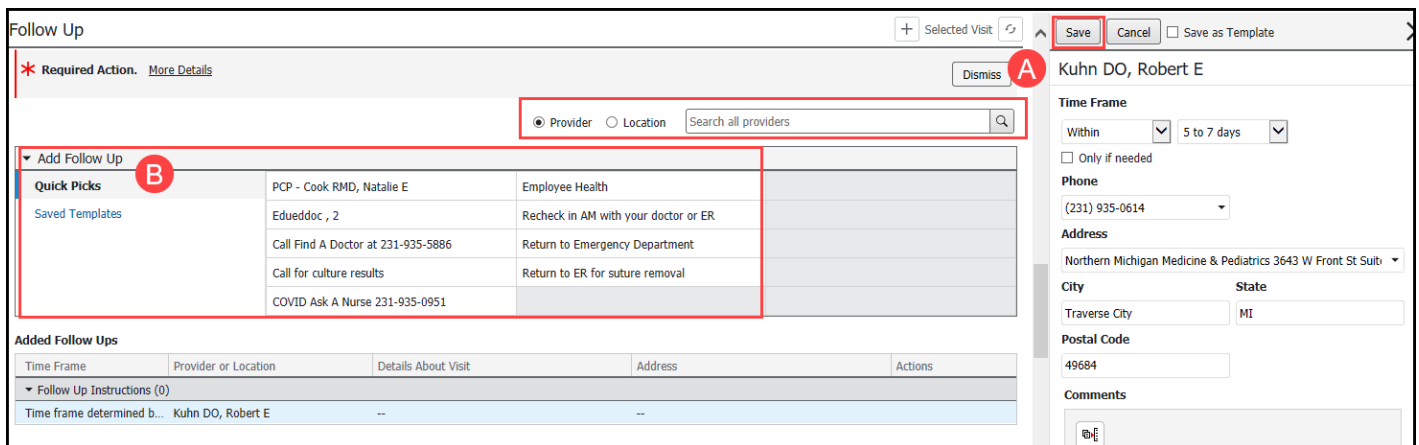 Follow Up
+ Selected Visit
* Required Action. More Details
Dismiss
A
Provider Location Search all providers
Add Follow Up
B
Quick Picks
Saved Templates
PCP - Cook RMD, Natalie E Employee Health
Edueddoc , 2 Recheck in AM with your doctor or ER
Call Find A Doctor at 231-935-5886 Return to Emergency Department
Call for culture results Return to ER for suture removal
COVID Ask A Nurse 231-935-0951
Added Follow Ups
Time Frame Provider or Location Details About Visit Address Actions
Follow Up Instructions (0)
Time frame determined b... Kuhn DO, Robert E -- --
Save Cancel Save as Template
Kuhn DO, Robert E
Time Frame
Within 5 to 7 days
Only if needed
Phone
(231) 935-0614
Address
Northern Michigan Medicine & Pediatrics 3643 W Front St Suit
City State
Traverse City MI
Postal Code
49684
Comments